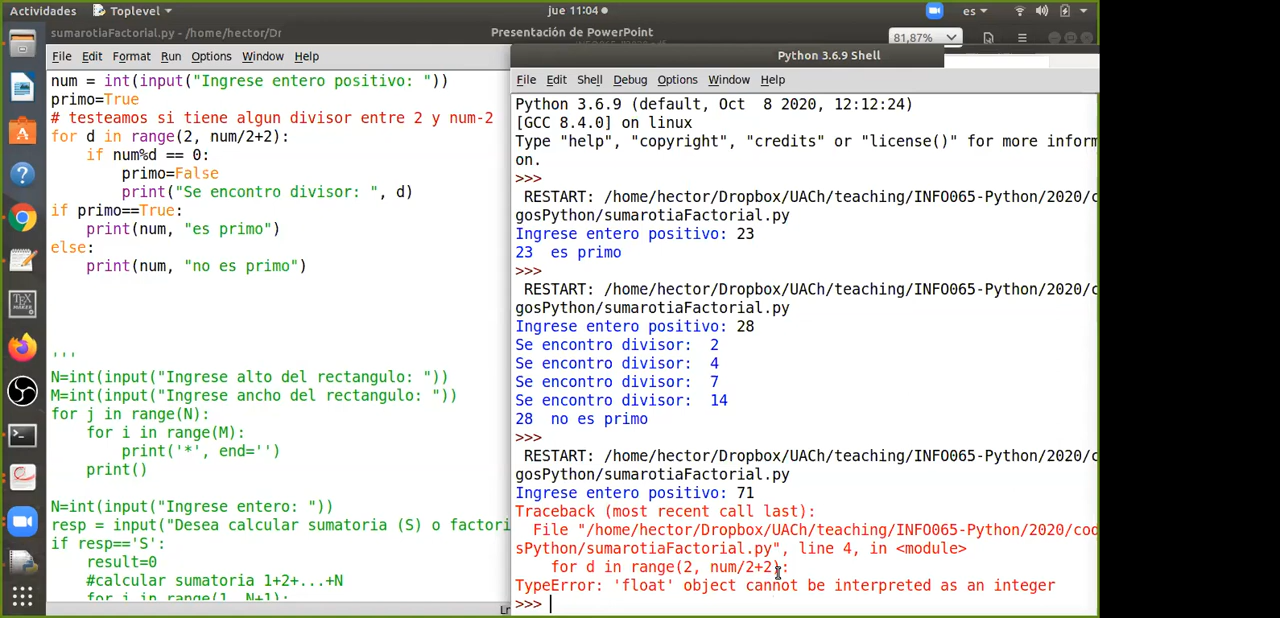 Actividades
Toplevel
jue 11:04
es
sumarotiaFactorial.py - /home/hector/Dr
Presentación de PowerPoint
81,87%
File Edit Format Run Options Window Help
num = int(input("Ingrese entero positivo: "))
primo=True
# testeamos si tiene algun divisor entre 2 y num-2
for d in range(2, num/2+2):
    if num%d == 0:
        primo=False
        print("Se encontro divisor: ", d)
if primo==True:
    print(num, "es primo")
else:
    print(num, "no es primo")
'''
N=int(input("Ingrese alto del rectangulo: "))
M=int(input("Ingrese ancho del rectangulo: "))
for j in range(N):
    for i in range(M):
        print('*', end='')
    print()
N=int(input("Ingrese entero: "))
resp = input("Desea calcular sumatoria (S) o factori
if resp=='S':
    result=0
    #calcular sumatoria 1+2+...+N
    for i in range(1, N+1):
Ln
Python 3.6.9 Shell
File Edit Shell Debug Options Window Help
Python 3.6.9 (default, Oct  8 2020, 12:12:24)
[GCC 8.4.0] on linux
Type "help", "copyright", "credits" or "license()" for more inform
on.
>>>
 RESTART: /home/hector/Dropbox/UACh/teaching/INFO065-Python/2020/c
gosPython/sumarotiaFactorial.py
Ingrese entero positivo: 23
23  es primo
>>>
 RESTART: /home/hector/Dropbox/UACh/teaching/INFO065-Python/2020/c
gosPython/sumarotiaFactorial.py
Ingrese entero positivo: 28
Se encontro divisor:  2
Se encontro divisor:  4
Se encontro divisor:  7
Se encontro divisor:  14
28  no es primo
>>>
 RESTART: /home/hector/Dropbox/UACh/teaching/INFO065-Python/2020/c
gosPython/sumarotiaFactorial.py
Ingrese entero positivo: 71
Traceback (most recent call last):
  File "/home/hector/Dropbox/UACh/teaching/INFO065-Python/2020/cod
sPython/sumarotiaFactorial.py", line 4, in <module>
    for d in range(2, num/2+2):
TypeError: 'float' object cannot be interpreted as an integer
>>>